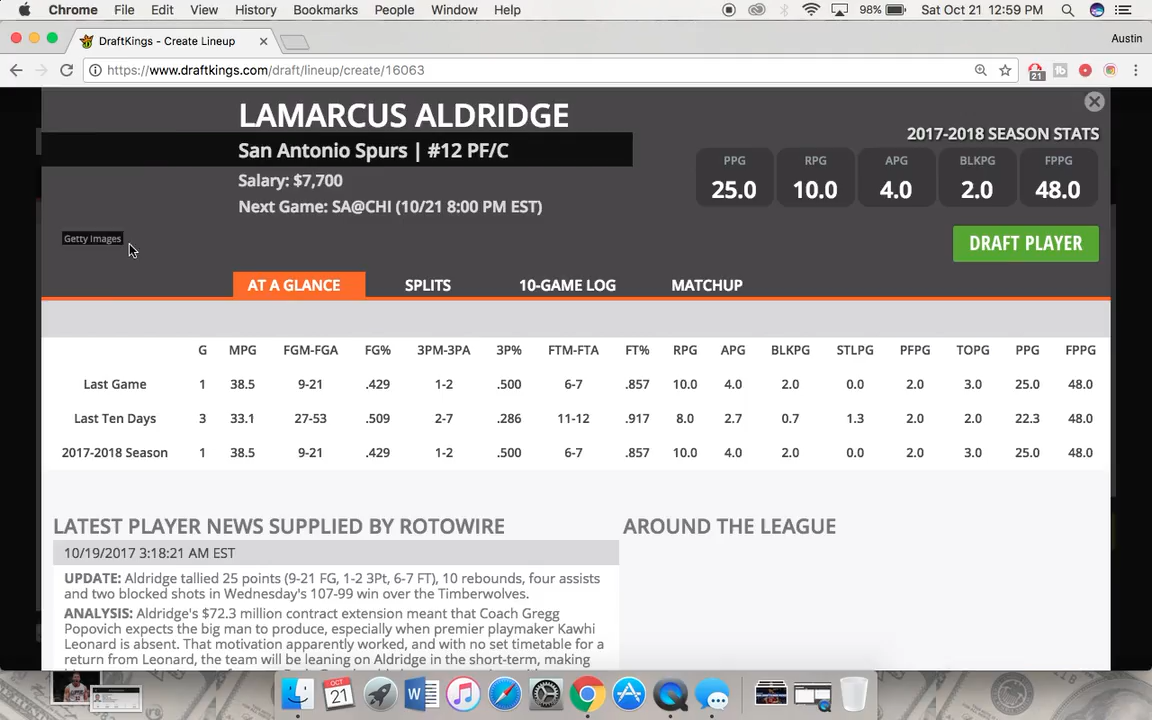 Chrome File Edit View History Bookmarks People Window Help 98% Sat Oct 21 12:59 PM
DraftKings - Create Lineup Austin
https://www.draftkings.com/draft/lineup/create/16063 21
LAMARCUS ALDRIDGE
San Antonio Spurs | #12 PF/C
Salary: $7,700
Next Game: SA@CHI (10/21 8:00 PM EST)
2017-2018 SEASON STATS
PPG RPG APG BLKPG FPPG
25.0 10.0 4.0 2.0 48.0
Getty Images
DRAFT PLAYER
AT A GLANCE SPLITS 10-GAME LOG MATCHUP
G MPG FGM-FGA FG% 3PM-3PA 3P% FTM-FTA FT% RPG APG BLKPG STLPG PFPG TOPG PPG FPPG
Last Game 1 38.5 9-21 .429 1-2 .500 6-7 .857 10.0 4.0 2.0 0.0 2.0 3.0 25.0 48.0
Last Ten Days 3 33.1 27-53 .509 2-7 .286 11-12 .917 8.0 2.7 0.7 1.3 2.0 2.0 22.3 48.0
2017-2018 Season 1 38.5 9-21 .429 1-2 .500 6-7 .857 10.0 4.0 2.0 0.0 2.0 3.0 25.0 48.0
LATEST PLAYER NEWS SUPPLIED BY ROTOWIRE
10/19/2017 3:18:21 AM EST
UPDATE: Aldridge tallied 25 points (9-21 FG, 1-2 3Pt, 6-7 FT), 10 rebounds, four assists
and two blocked shots in Wednesday's 107-99 win over the Timberwolves.
ANALYSIS: Aldridge's $72.3 million contract extension meant that Coach Gregg
Popovich expects the big man to produce, especially when premier playmaker Kawhi
Leonard is absent. That motivation apparently worked, and with no set timetable for a
return from Leonard, the team will be leaning on Aldridge in the short-term, making
AROUND THE LEAGUE
OCT
21